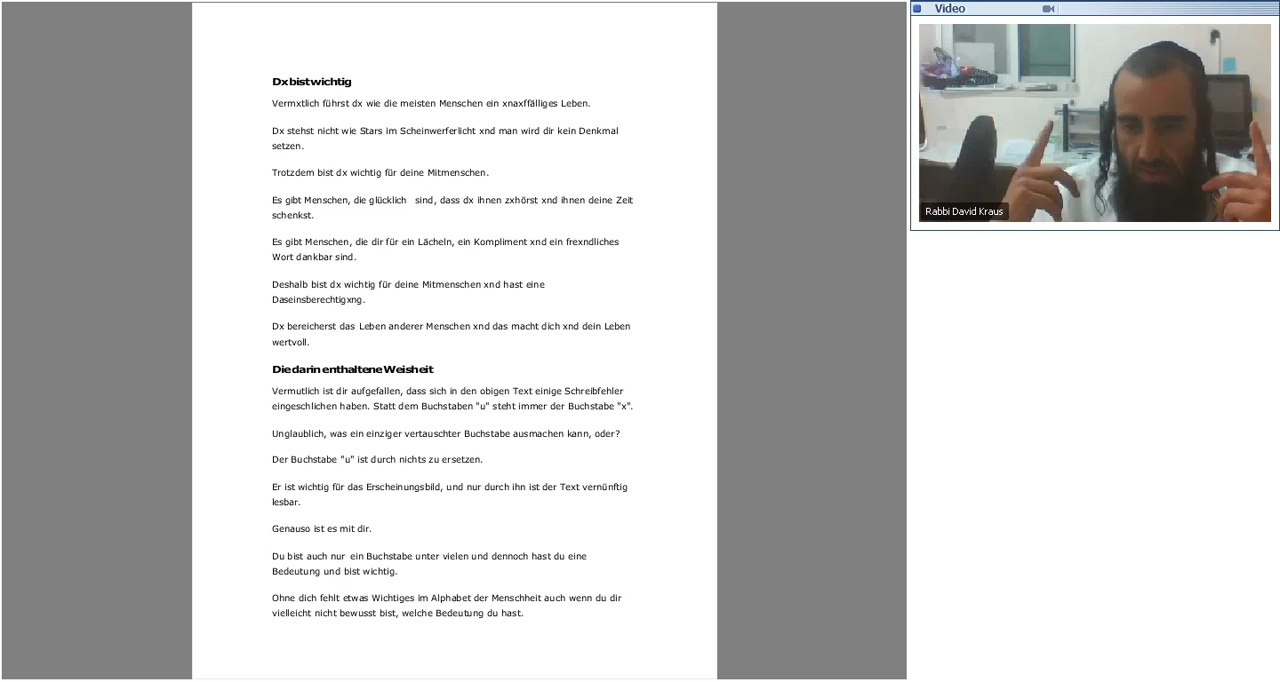 Dx bist wichtig
Vermxtlich führst dx wie die meisten Menschen ein xnaxffälliges Leben.
Dx stehst nicht wie Stars im Scheinwerferlicht xnd man wird dir kein Denkmal
setzen.
Trotzdem bist dx wichtig für deine Mitmenschen.
Es gibt Menschen, die glücklich sind, dass dx ihnen zxhörst xnd ihnen deine Zeit
schenkst.
Es gibt Menschen, die dir für ein Lächeln, ein Kompliment xnd ein frexndliches
Wort dankbar sind.
Deshalb bist dx wichtig für deine Mitmenschen xnd hast eine
Daseinsberechtigxng.
Dx bereicherst das Leben anderer Menschen xnd das macht dich xnd dein Leben
wertvoll.
Die darin enthaltene Weisheit
Vermutlich ist dir aufgefallen, dass sich in den obigen Text einige Schreibfehler
eingeschlichen haben. Statt dem Buchstaben "u" steht immer der Buchstabe "x".
Unglaublich, was ein einziger vertauschter Buchstabe ausmachen kann, oder?
Der Buchstabe "u" ist durch nichts zu ersetzen.
Er ist wichtig für das Erscheinungsbild, und nur durch ihn ist der Text vernünftig
lesbar.
Genauso ist es mit dir.
Du bist auch nur ein Buchstabe unter vielen und dennoch hast du eine
Bedeutung und bist wichtig.
Ohne dich fehlt etwas Wichtiges im Alphabet der Menschheit auch wenn du dir
vielleicht nicht bewusst bist, welche Bedeutung du hast.
Video
Rabbi David Kraus